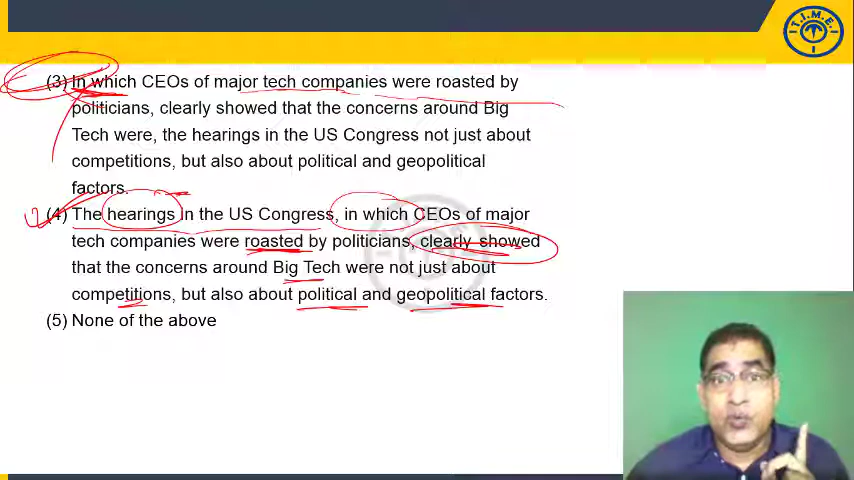 T.I.M.E.
(3) In which CEOs of major tech companies were roasted by
politicians, clearly showed that the concerns around Big
Tech were, the hearings in the US Congress not just about
competitions, but also about political and geopolitical
factors.
(4) The hearings in the US Congress, in which CEOs of major
tech companies were roasted by politicians, clearly showed
that the concerns around Big Tech were not just about
competitions, but also about political and geopolitical factors.
(5) None of the above